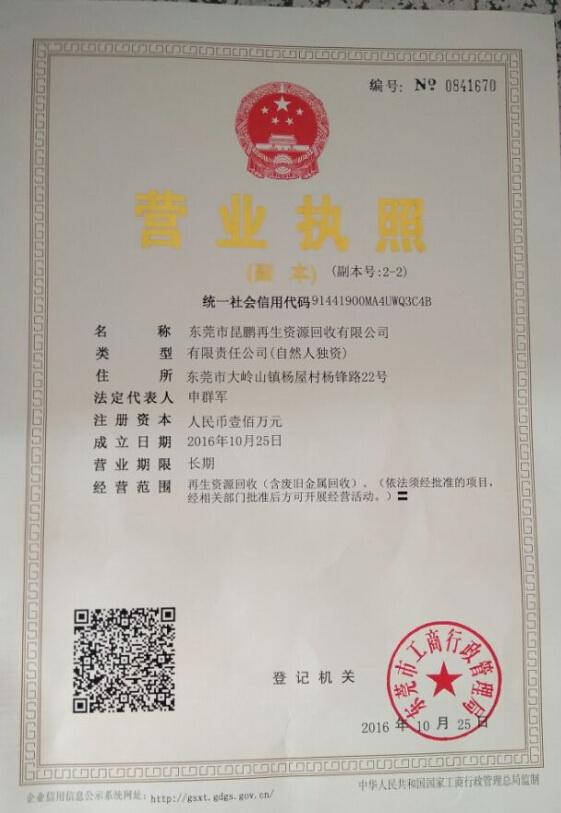 编号: № 0841670
营业执照
(副本) (副本号:2-2)
统一社会信用代码91441900MA4UWQ3C4B
名称 东莞市昆鹏再生资源回收有限公司
类型 有限责任公司(自然人独资)
住所 东莞市大岭山镇杨屋村杨锋路22号
法定代表人 申群军
注册资本 人民币壹佰万元
成立日期 2016年10月25日
营业期限 长期
经营范围 再生资源回收(含废旧金属回收)。(依法须经批准的项目,
经相关部门批准后方可开展经营活动。)〓
东莞市工商行政管理局
登记机关
2016 年 10 月 25 日
企业信用信息公示系统网址: http://gsxt.gdgs.gov.cn/
中华人民共和国国家工商行政管理总局监制